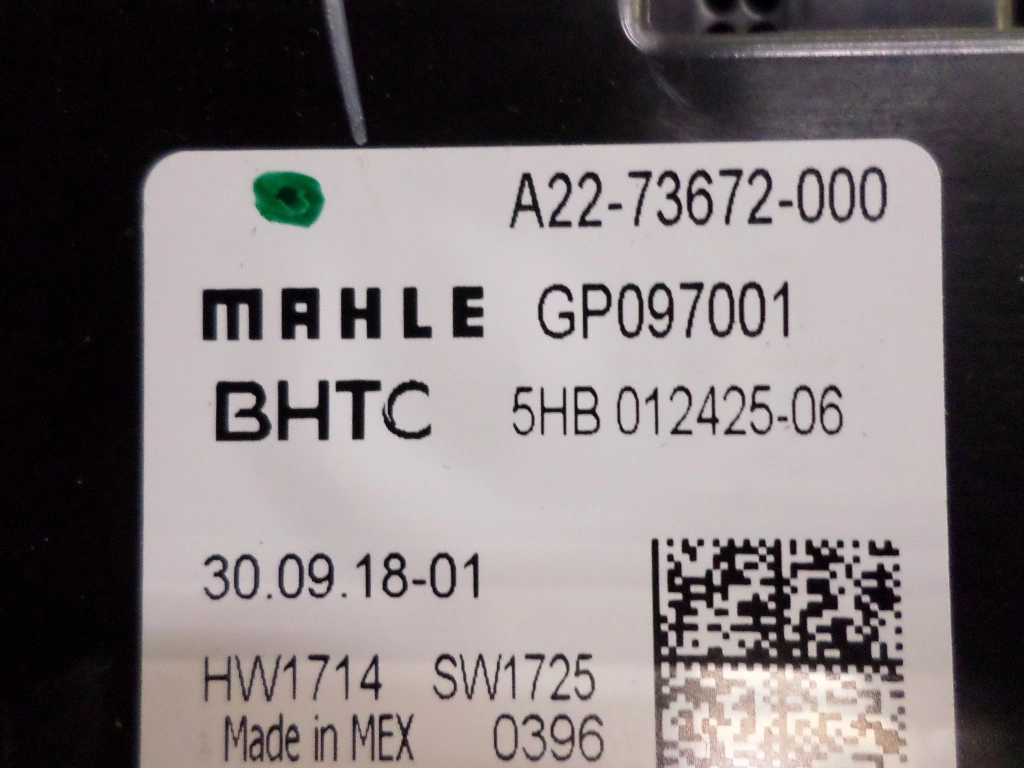 A22-73672-000
MAHLE GP097001
BHTC 5HB 012425-06
30.09.18-01
HW1714 SW1725
Made in MEX 0396